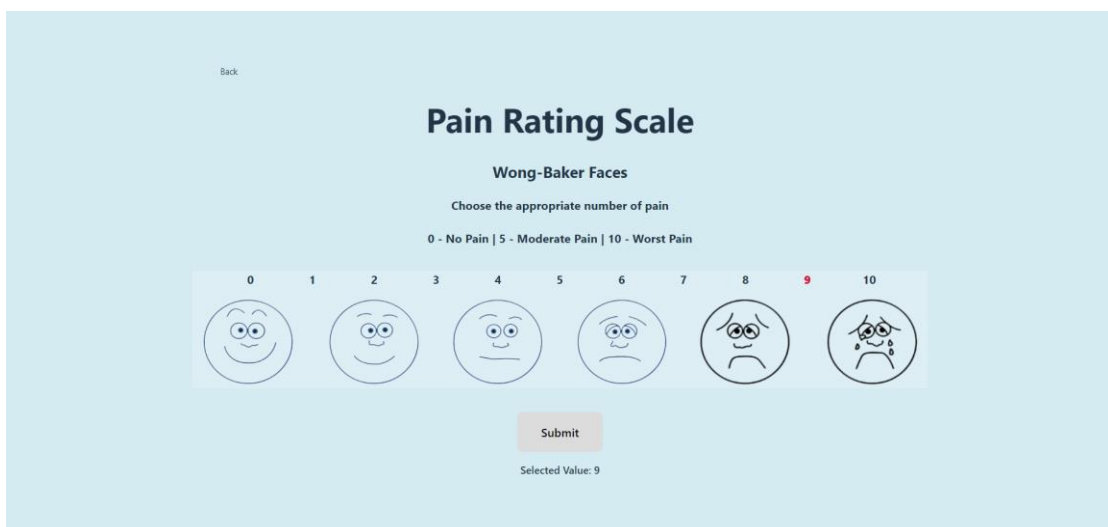 Back
Pain Rating Scale
Wong-Baker Faces
Choose the appropriate number of pain
0 - No Pain | 5 - Moderate Pain | 10 - Worst Pain
0 1 2 3 4 5 6 7 8 9 10
Submit
Selected Value: 9